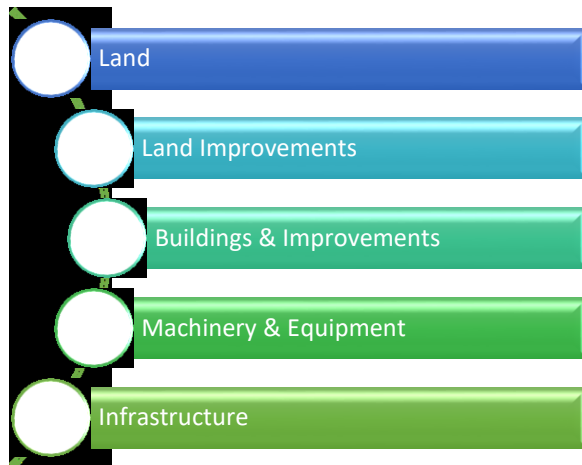 Land
Land Improvements
Buildings & Improvements
Machinery & Equipment
Infrastructure